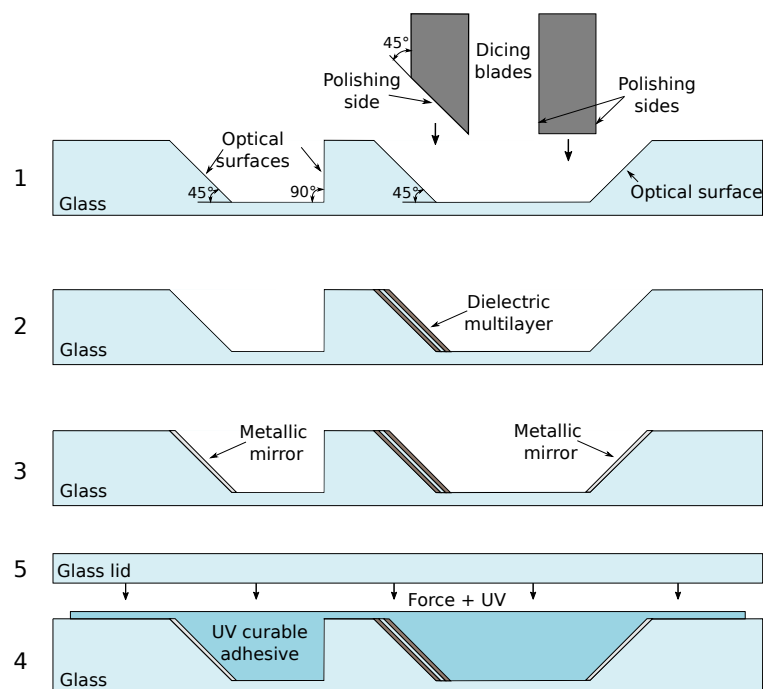 45°
Dicing
blades
Polishing
side
Polishing
sides
1
Optical
surfaces
45°
90°
45°
Optical surface
Glass
2
Dielectric
multilayer
Glass
3
Metallic
mirror
Metallic
mirror
Glass
5
Glass lid
Force + UV
4
UV curable
adhesive
Glass